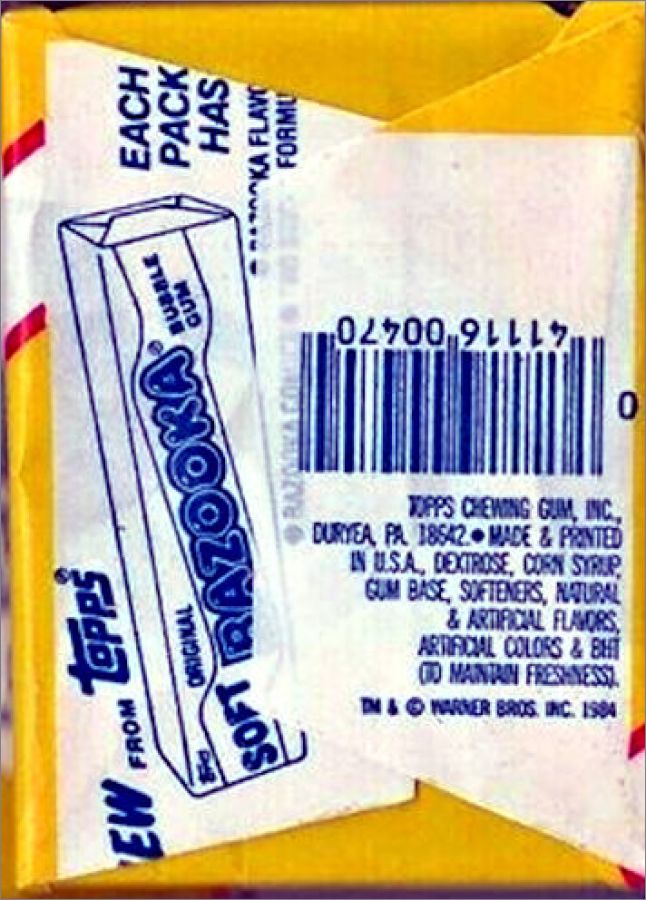 EACH
PACK
HAS
FORMU
NEW FROM TOPPS®
ORIGINAL
SOFT RAZOOKA®
BUBBLE
GUM
41116 00470
0
TOPPS CHEWING GUM, INC.,
DURYEA, PA. 18642 • MADE & PRINTED
IN U.S.A., DEXTROSE, CORN SYRUP,
GUM BASE, SOFTENERS, NATURAL
& ARTIFICIAL FLAVORS,
ARTIFICIAL COLORS & BHT
(TO MAINTAIN FRESHNESS).
TM & © WARNER BROS. INC. 1984